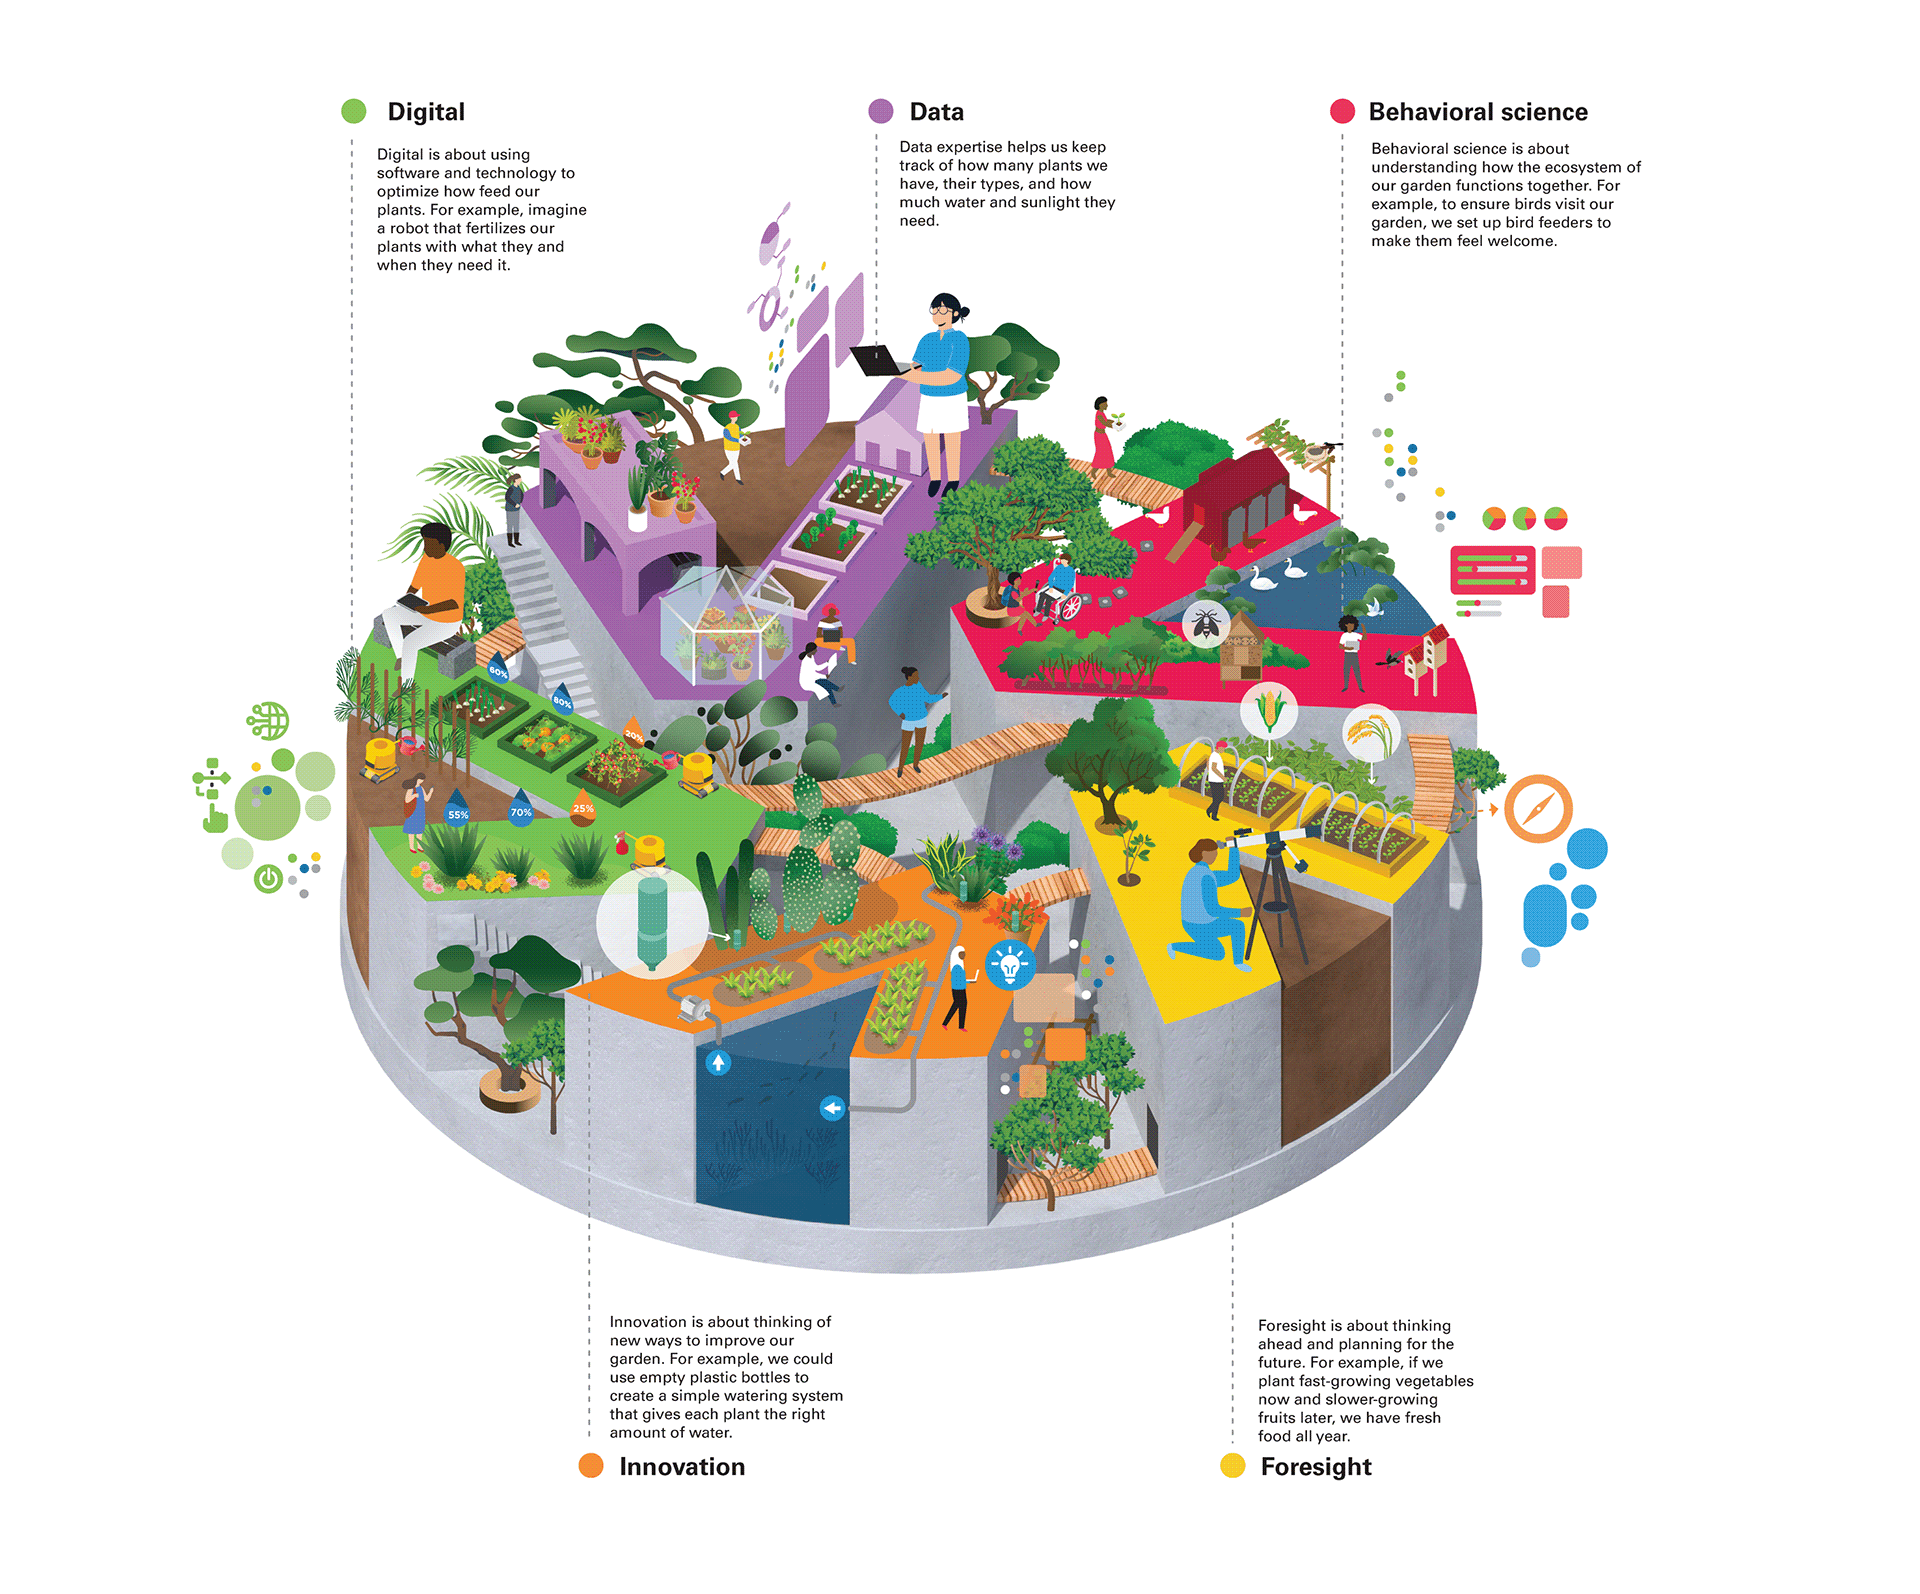 Digital
Digital is about using
software and technology to
optimize how feed our
plants. For example, imagine
a robot that fertilizes our
plants with what they and
when they need it.
Data
Data expertise helps us keep
track of how many plants we
have, their types, and how
much water and sunlight they
need.
Behavioral science
Behavioral science is about
understanding how the ecosystem of
our garden functions together. For
example, to ensure birds visit our
garden, we set up bird feeders to
make them feel welcome.
60%
80%
20%
55%
70%
25%
Innovation is about thinking of
new ways to improve our
garden. For example, we could
use empty plastic bottles to
create a simple watering system
that gives each plant the right
amount of water.
Innovation
Foresight is about thinking
ahead and planning for the
future. For example, if we
plant fast-growing vegetables
now and slower-growing
fruits later, we have fresh
food all year.
Foresight